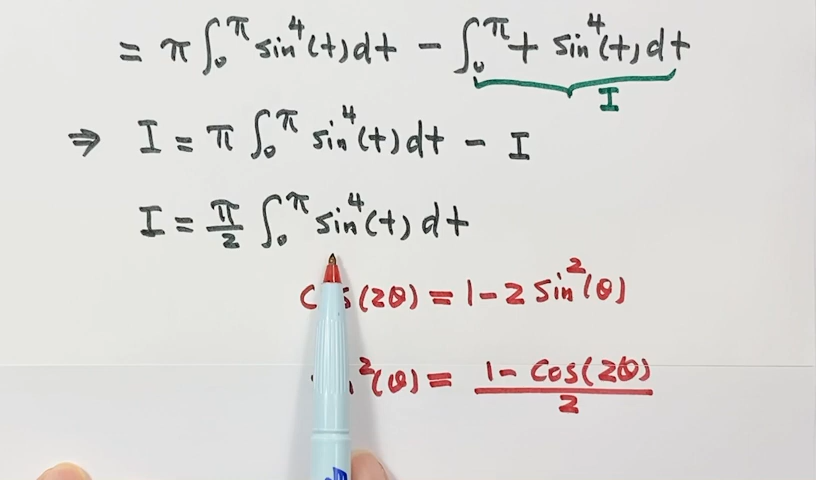 = π ∫₀^π sin⁴(t) dt − ∫₀^π t sin⁴(t) dt
I
⇒ I = π ∫₀^π sin⁴(t) dt − I
I = π/2 ∫₀^π sin⁴(t) dt
cos(2θ) = 1 − 2 sin²(θ)
²(θ) = (1 − cos(2θ))/2